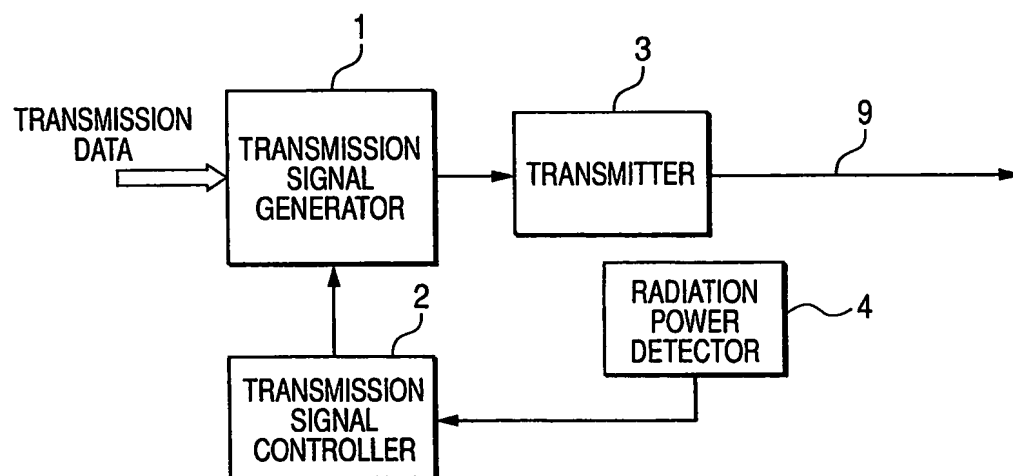 1
3
9
TRANSMISSION
DATA
TRANSMISSION
SIGNAL
GENERATOR
TRANSMITTER
2
RADIATION
POWER
DETECTOR
4
TRANSMISSION
SIGNAL
CONTROLLER